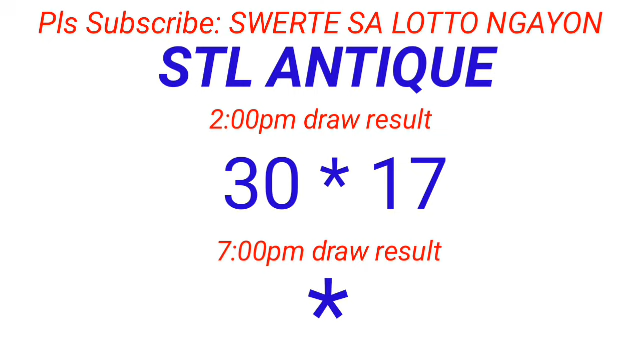 Pls Subscribe: SWERTE SA LOTTO NGAYON
STL ANTIQUE
2:00pm draw result
30 * 17
7:00pm draw result
*